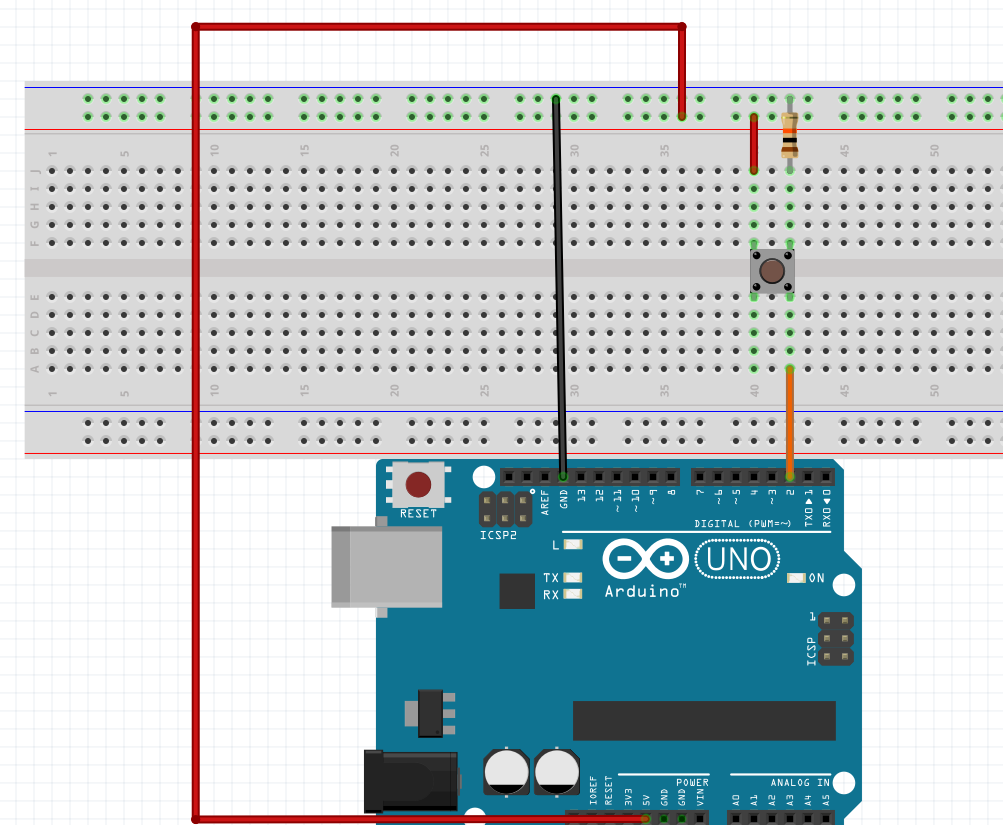 1 5 10 15 20 25 30 35 40 45 50
J
I
H
G
F
E
D
C
B
A
1 5 10 15 20 25 30 35 40 45 50
AREF GND 13 12 ~11 ~10 ~9 8 7 ~6 ~5 4 ~3 2 TX0▶1 RX0◀0
RESET
ICSP2
DIGITAL (PWM=~)
L
TX
RX
UNO
Arduino™
ON
1
ICSP
POWER
ANALOG IN
IOREF RESET 3V3 5V GND GND VIN A0 A1 A2 A3 A4 A5